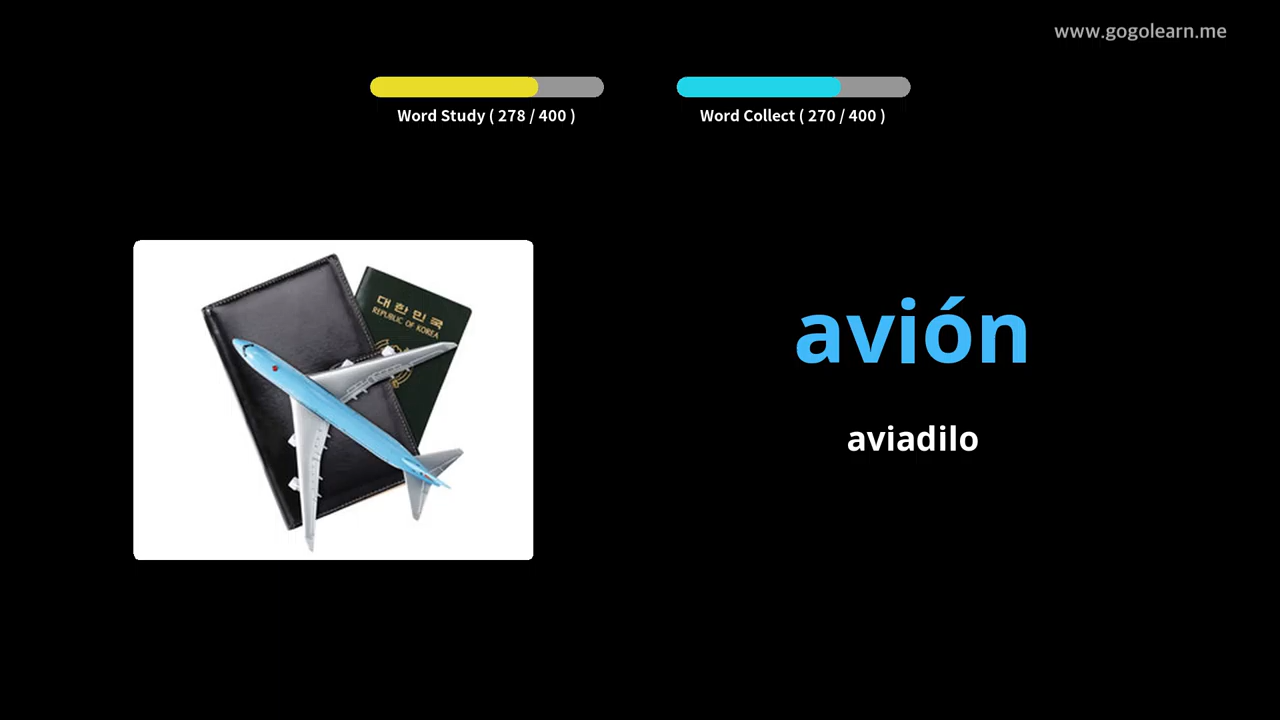 www.gogolearn.me
Word Study ( 278 / 400 )
Word Collect ( 270 / 400 )
대한민국
REPUBLIC OF KOREA
avión
aviadilo